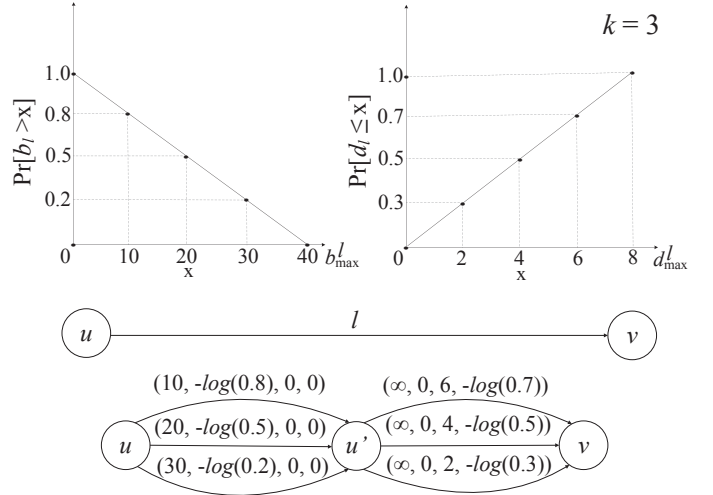 k = 3
Pr[b_l >x]
1.0
0.8
0.5
0.2
0 10 20 30 40 b^l_max
x
Pr[d_l ≤ x]
1.0
0.7
0.5
0.3
0 2 4 6 8 d^l_max
x
u l v
(10, -log(0.8), 0, 0) (∞, 0, 6, -log(0.7))
(20, -log(0.5), 0, 0) (∞, 0, 4, -log(0.5))
u u' v
(30, -log(0.2), 0, 0) (∞, 0, 2, -log(0.3))